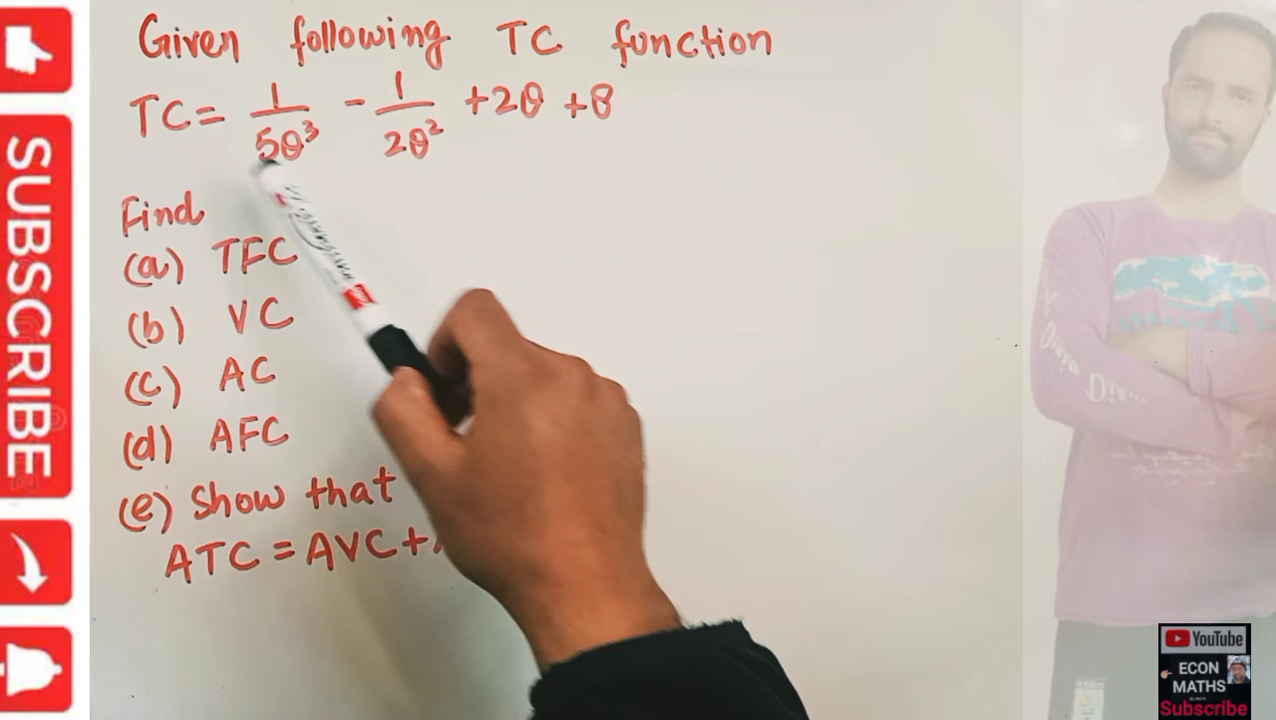 Given following TC function
TC = 1/5θ³ - 1/2θ² + 2θ + 8
Find
(a) TFC
(b) VC
(c) AC
(d) AFC
(e) Show that
ATC = AVC +
SUBSCRIBE
YouTube
ECON
MATHS
Subscribe